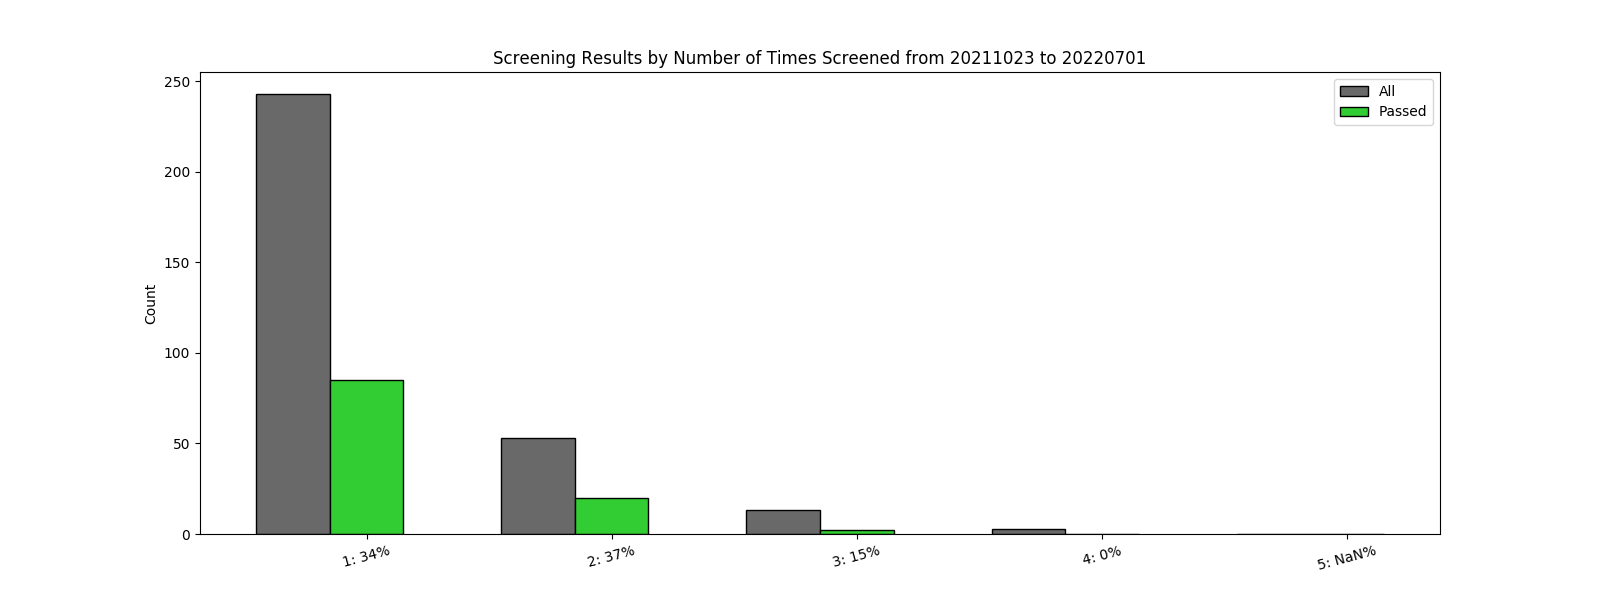 Screening Results by Number of Times Screened from 20211023 to 20220701
All
Passed
250
200
150
100
50
0
Count
1: 34%
2: 37%
3: 15%
4: 0%
5: NaN%